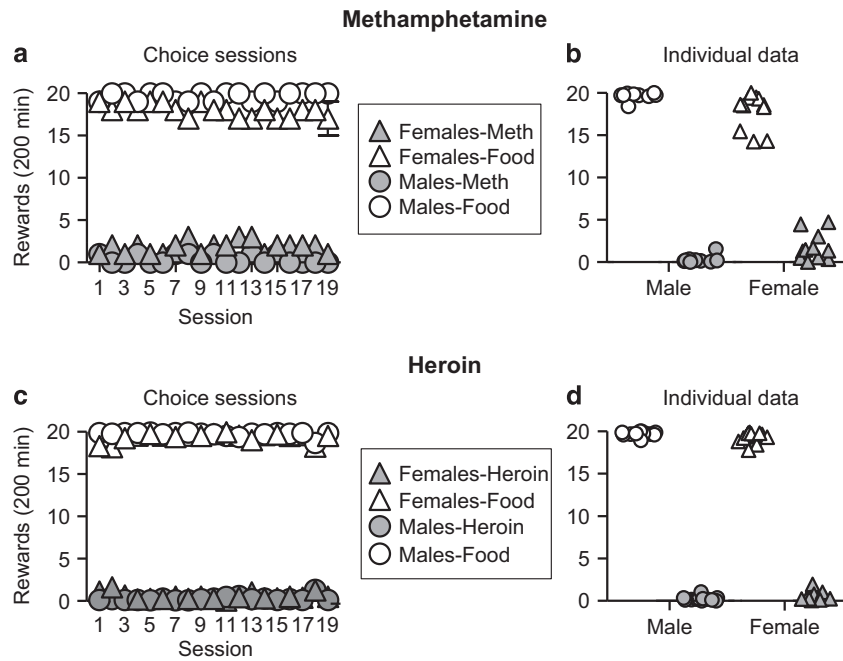 Methamphetamine
a
Choice sessions
Rewards (200 min)
20
15
10
5
0
1 3 5 7 9 11 13 15 17 19
Session
Females-Meth
Females-Food
Males-Meth
Males-Food
b
Individual data
20
15
10
5
0
Male Female
Heroin
c
Choice sessions
Rewards (200 min)
20
15
10
5
0
1 3 5 7 9 11 13 15 17 19
Session
Females-Heroin
Females-Food
Males-Heroin
Males-Food
d
Individual data
20
15
10
5
0
Male Female